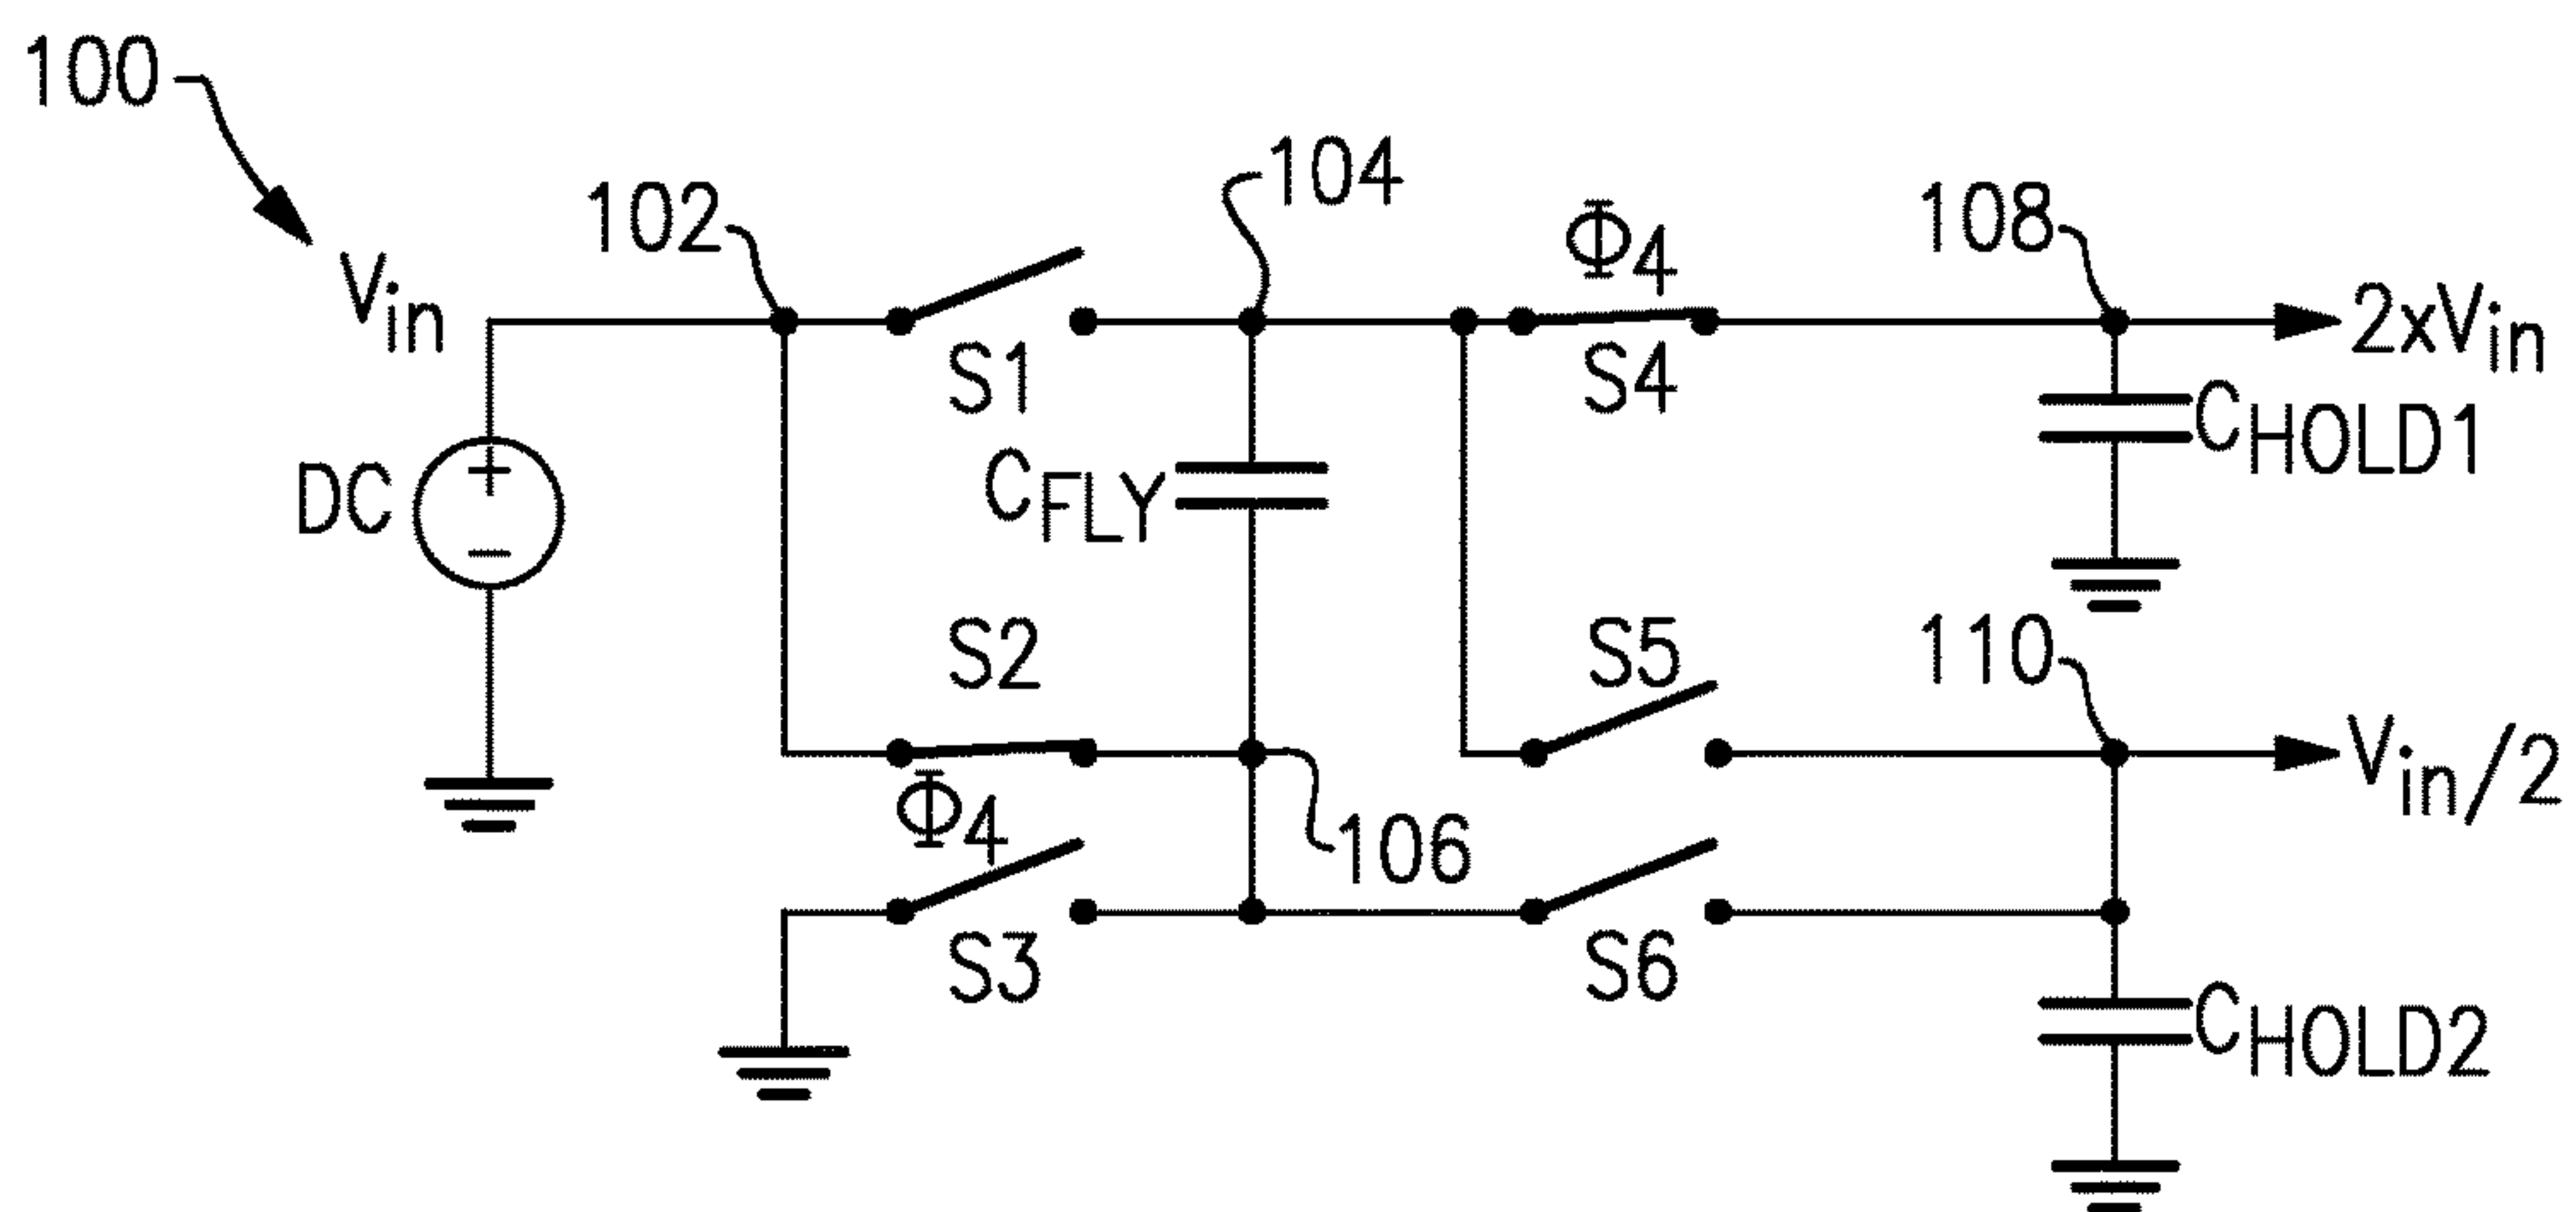 100
104
102
Φ4
108
Vin
2xVin
S1
S4
CHOLD1
DC
+
−
CFLY
S2
S5
110
Vin/2
Φ4
106
S3
S6
CHOLD2